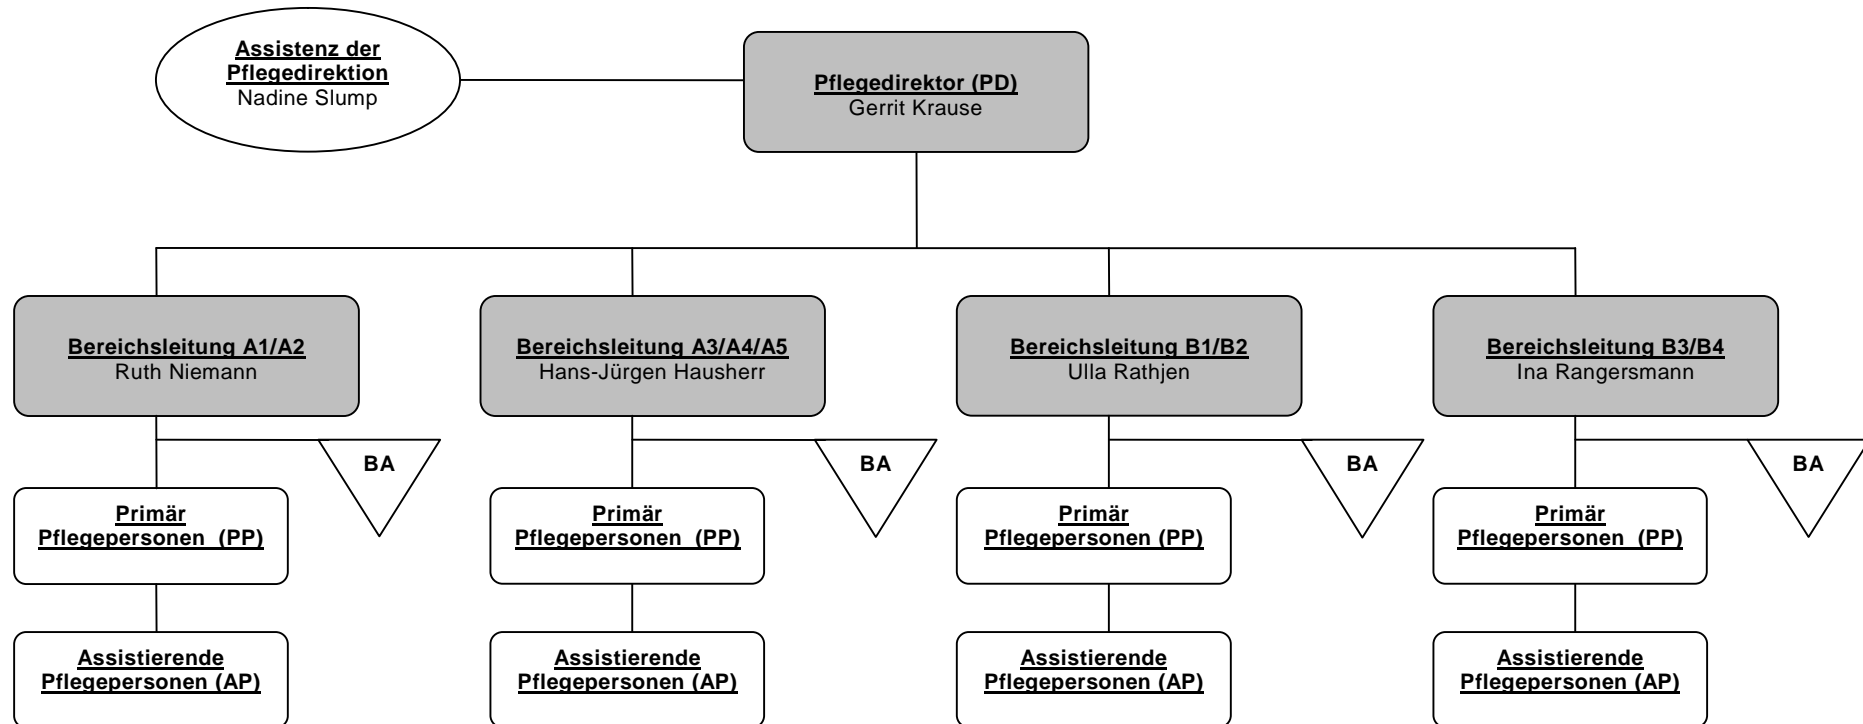 Assistenz der
Pflegedirektion
Nadine Slump
Pflegedirektor (PD)
Gerrit Krause
Bereichsleitung A1/A2
Ruth Niemann
Bereichsleitung A3/A4/A5
Hans-Jürgen Hausherr
Bereichsleitung B1/B2
Ulla Rathjen
Bereichsleitung B3/B4
Ina Rangersmann
BA
BA
BA
BA
Primär
Pflegepersonen (PP)
Primär
Pflegepersonen (PP)
Primär
Pflegepersonen (PP)
Primär
Pflegepersonen (PP)
Assistierende
Pflegepersonen (AP)
Assistierende
Pflegepersonen (AP)
Assistierende
Pflegepersonen (AP)
Assistierende
Pflegepersonen (AP)